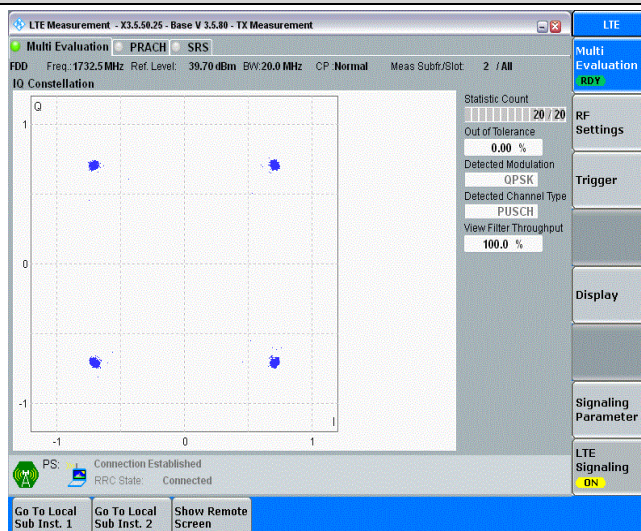 LTE Measurement - X3.5.50.25 - Base V 3.5.80 - TX Measurement
LTE
Multi Evaluation PRACH SRS
Multi
Evaluation
RDY
FDD Freq.:1732.5 MHz Ref. Level: 39.70 dBm BW:20.0 MHz CP :Normal Meas Subfr./Slot: 2 / All
IQ Constellation
Q
1
0
-1
-1 0 1
I
Statistic Count
20 / 20
Out of Tolerance
0.00 %
Detected Modulation
QPSK
Detected Channel Type
PUSCH
View Filter Throughput
100.0 %
RF
Settings
Trigger
Display
Signaling
Parameter
LTE
Signaling
ON
PS: Connection Established
RRC State: Connected
Go To Local
Sub Inst. 1
Go To Local
Sub Inst. 2
Show Remote
Screen